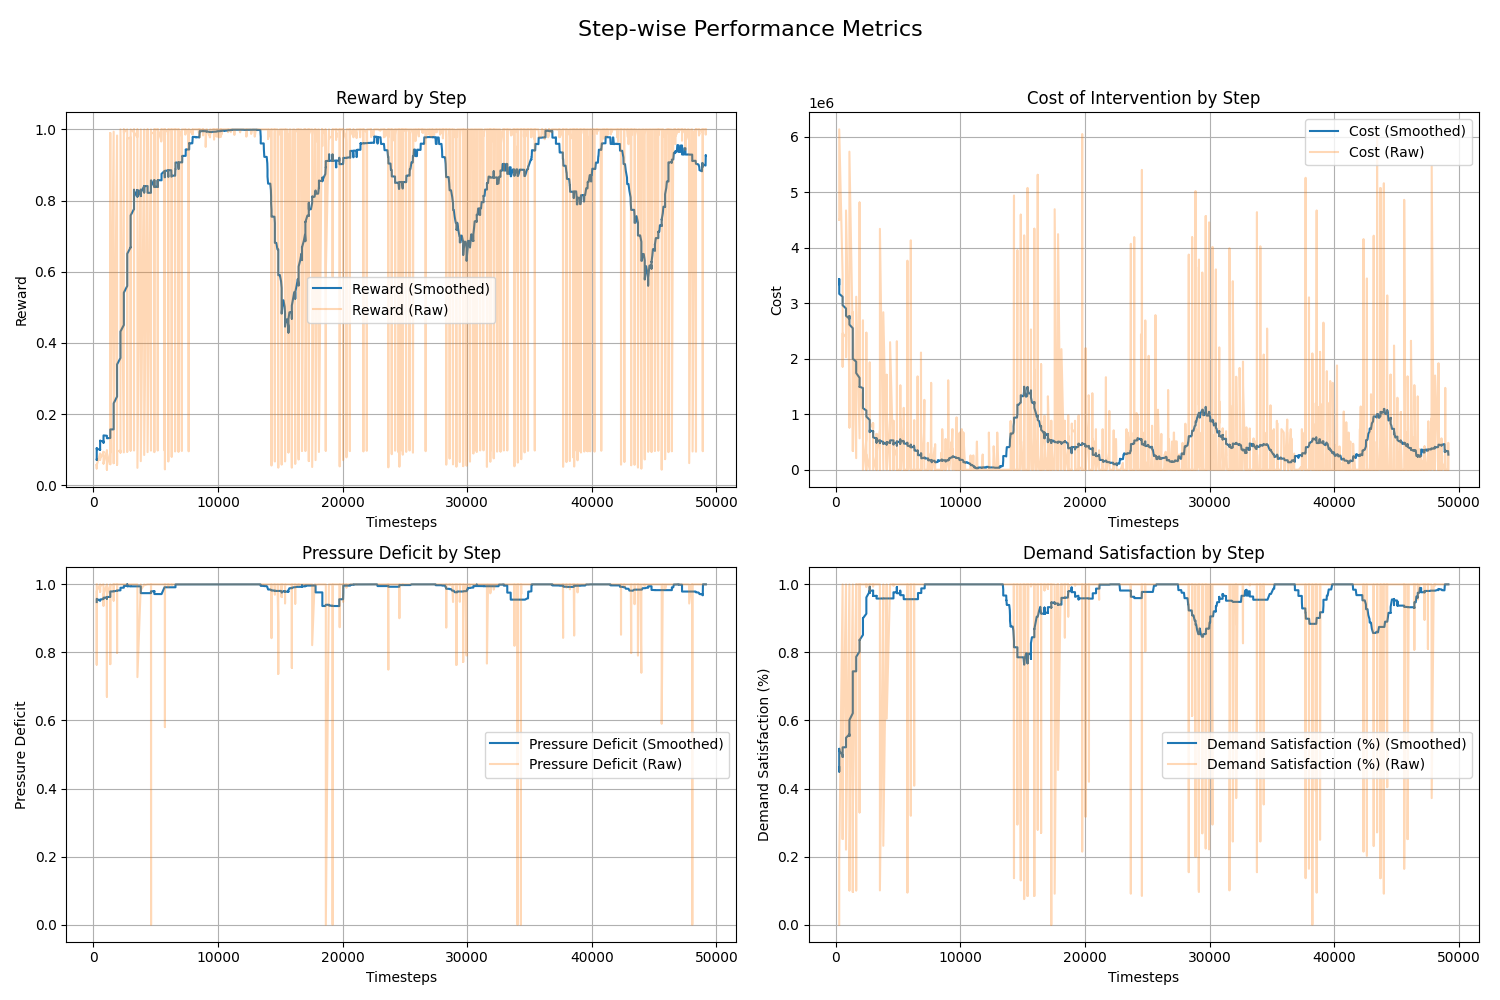 Step-wise Performance Metrics
Reward by Step
1.0
0.8
0.6
0.4
0.2
0.0
Reward
Reward (Smoothed)
Reward (Raw)
0 10000 20000 30000 40000 50000
Timesteps
Cost of Intervention by Step
1e6
6
5
4
3
2
1
0
Cost
Cost (Smoothed)
Cost (Raw)
0 10000 20000 30000 40000 50000
Timesteps
Pressure Deficit by Step
1.0
0.8
0.6
0.4
0.2
0.0
Pressure Deficit
Pressure Deficit (Smoothed)
Pressure Deficit (Raw)
0 10000 20000 30000 40000 50000
Timesteps
Demand Satisfaction by Step
1.0
0.8
0.6
0.4
0.2
0.0
Demand Satisfaction (%)
Demand Satisfaction (%) (Smoothed)
Demand Satisfaction (%) (Raw)
0 10000 20000 30000 40000 50000
Timesteps